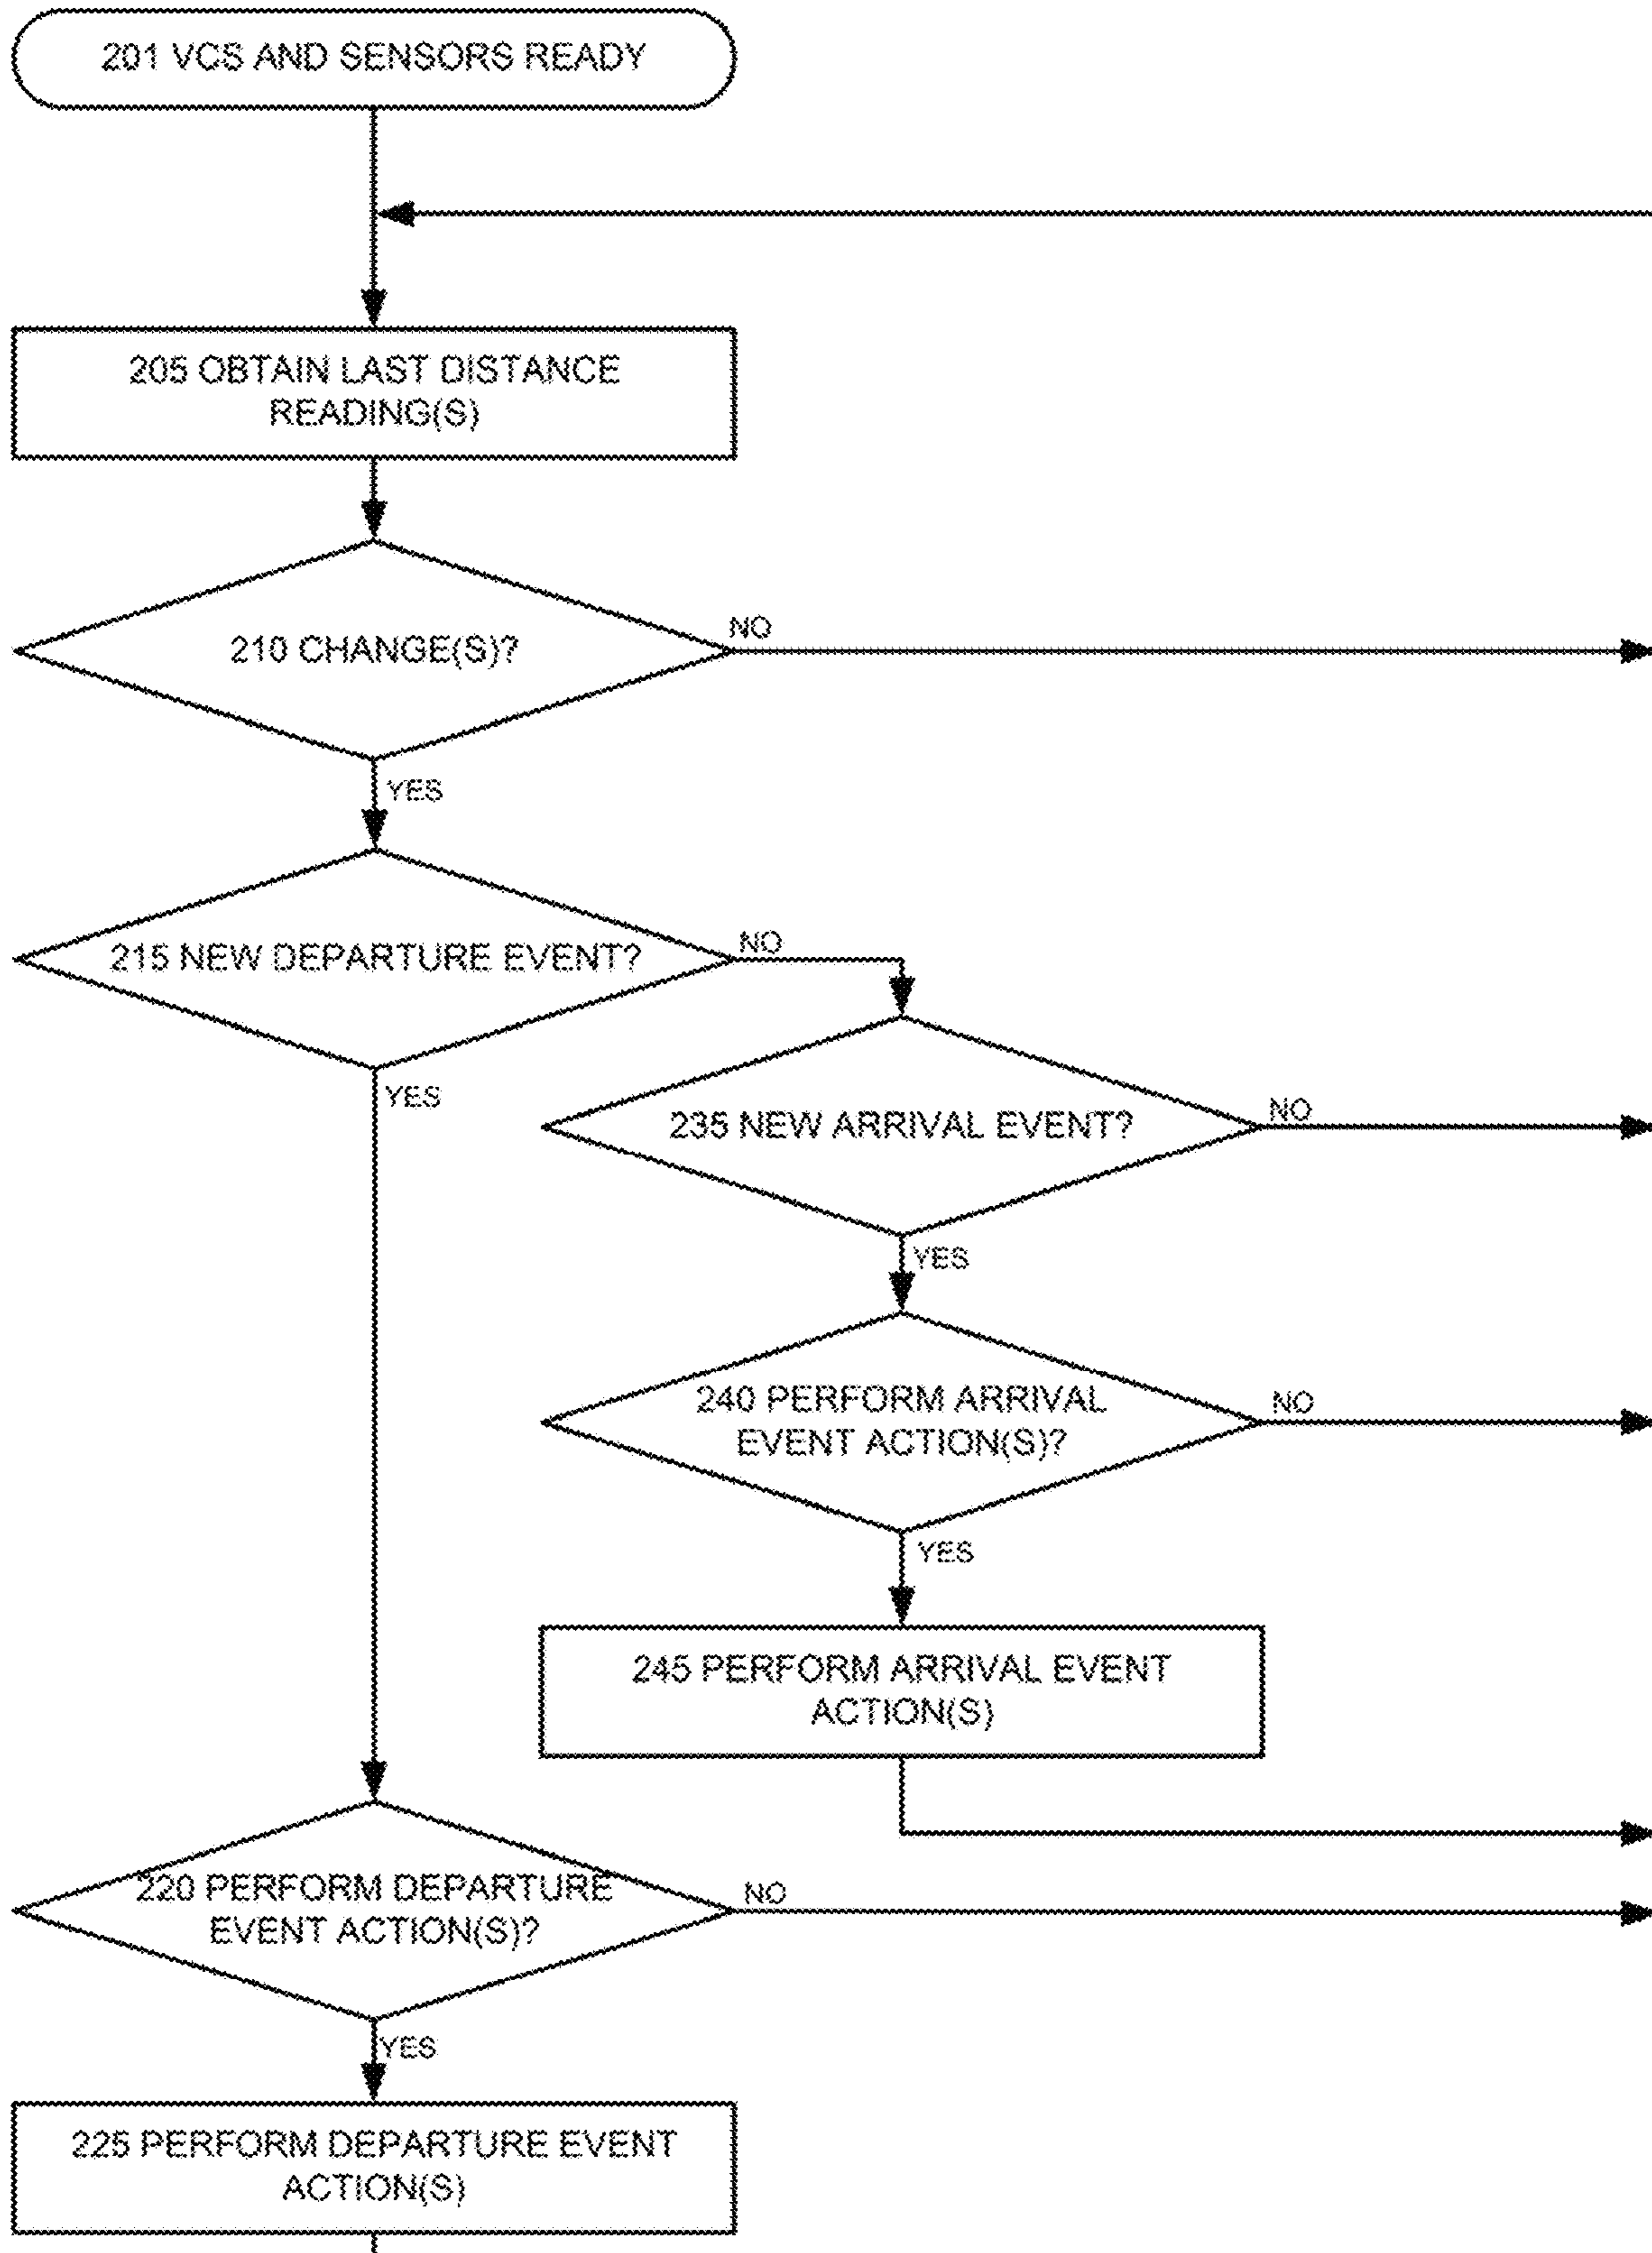 201 VCS AND SENSORS READY
205 OBTAIN LAST DISTANCE
READING(S)
210 CHANGE(S)?
NO
YES
215 NEW DEPARTURE EVENT?
NO
YES
235 NEW ARRIVAL EVENT?
NO
YES
240 PERFORM ARRIVAL
EVENT ACTION(S)?
NO
YES
245 PERFORM ARRIVAL EVENT
ACTION(S)
220 PERFORM DEPARTURE
EVENT ACTION(S)?
NO
YES
225 PERFORM DEPARTURE EVENT
ACTION(S)